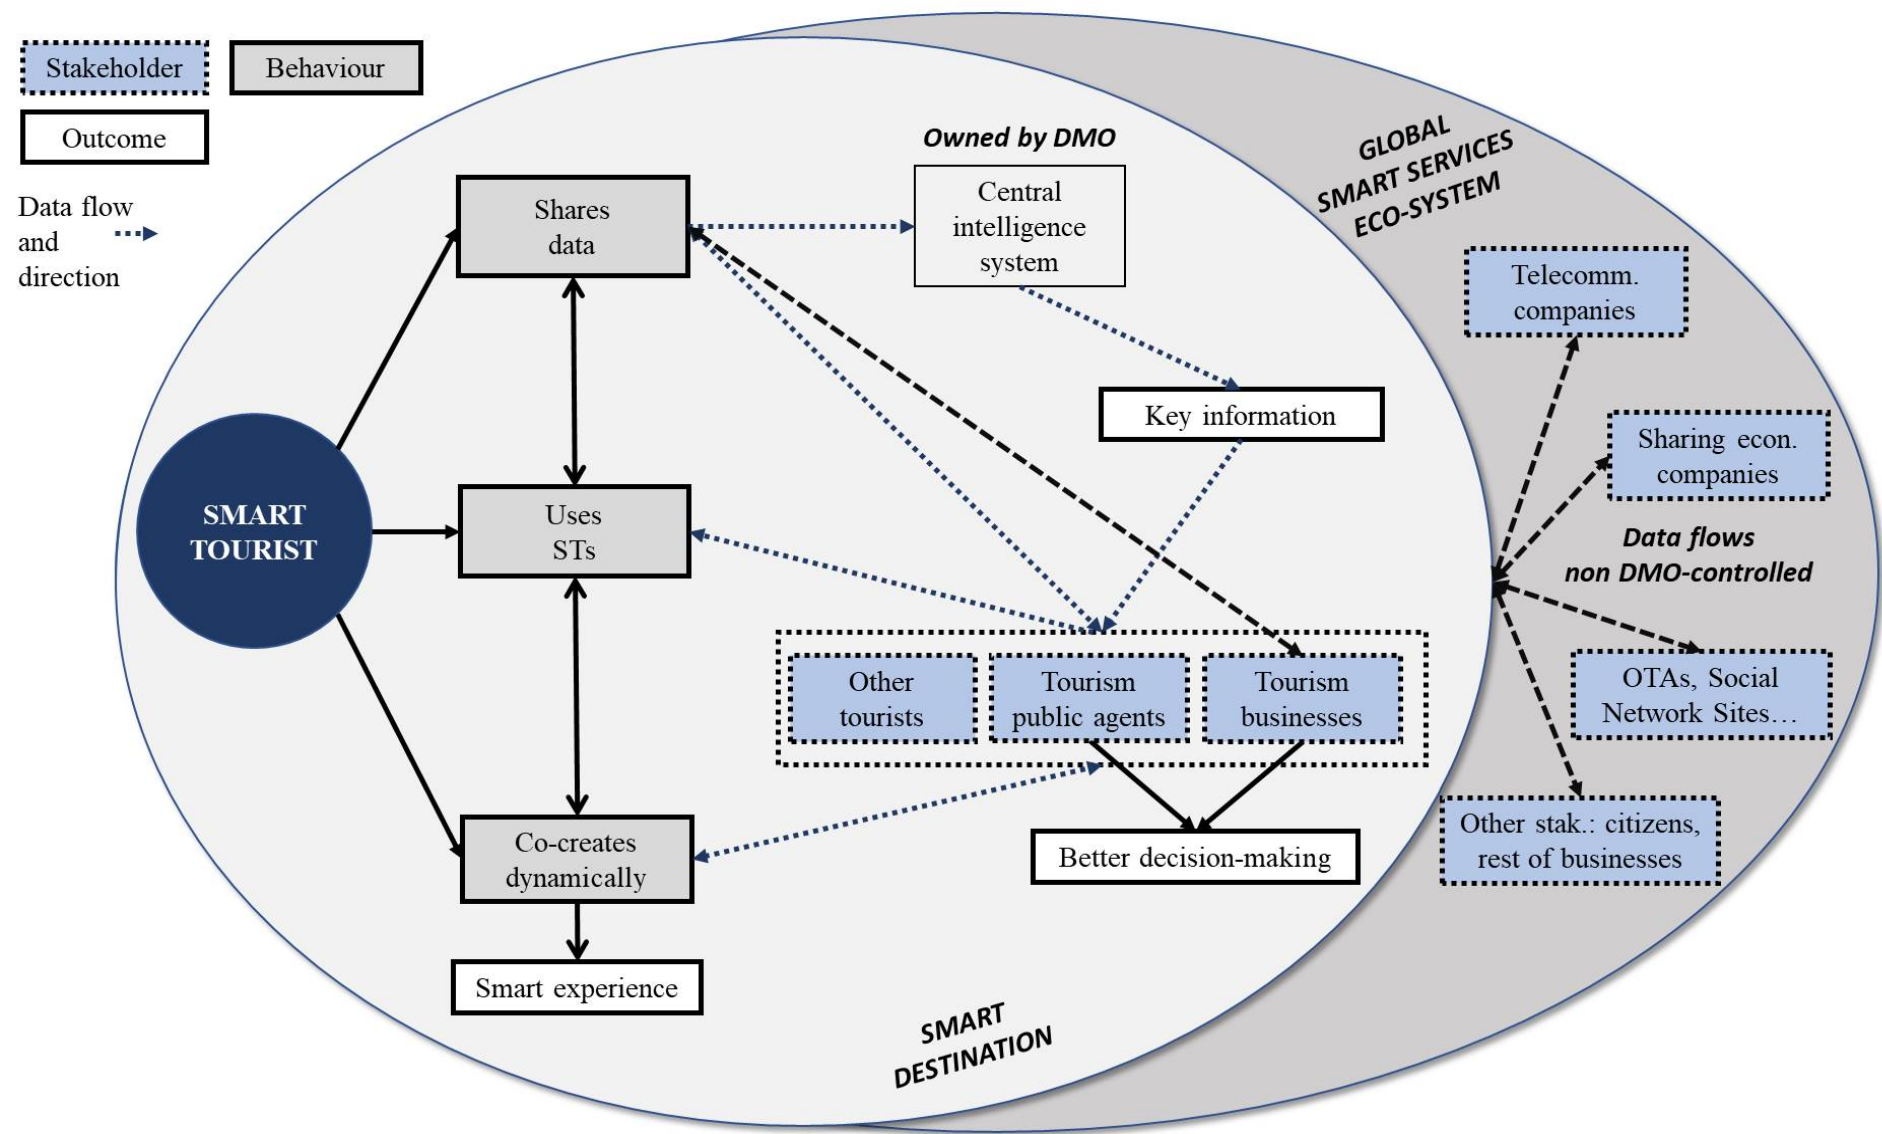 Stakeholder
Behaviour
Outcome
Data flow
and
direction
Owned by DMO
Central
intelligence
system
GLOBAL
SMART SERVICES
ECO-SYSTEM
Shares
data
Telecomm.
companies
Key information
Sharing econ.
companies
SMART
TOURIST
Uses
STs
Data flows
non DMO-controlled
Other
tourists
Tourism
public agents
Tourism
businesses
OTAs, Social
Network Sites…
Co-creates
dynamically
Better decision-making
Other stak.: citizens,
rest of businesses
Smart experience
SMART
DESTINATION